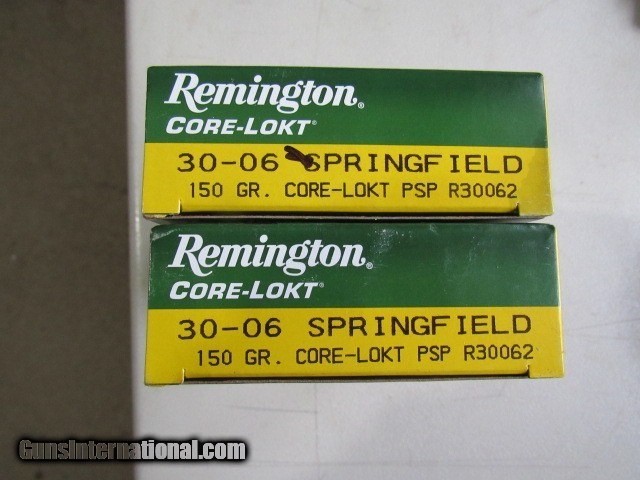 Remington®
CORE-LOKT®
30-06 SPRINGFIELD
150 GR. CORE-LOKT PSP R30062
Remington®
CORE-LOKT®
30-06 SPRINGFIELD
150 GR. CORE-LOKT PSP R30062
GunsInternational.com